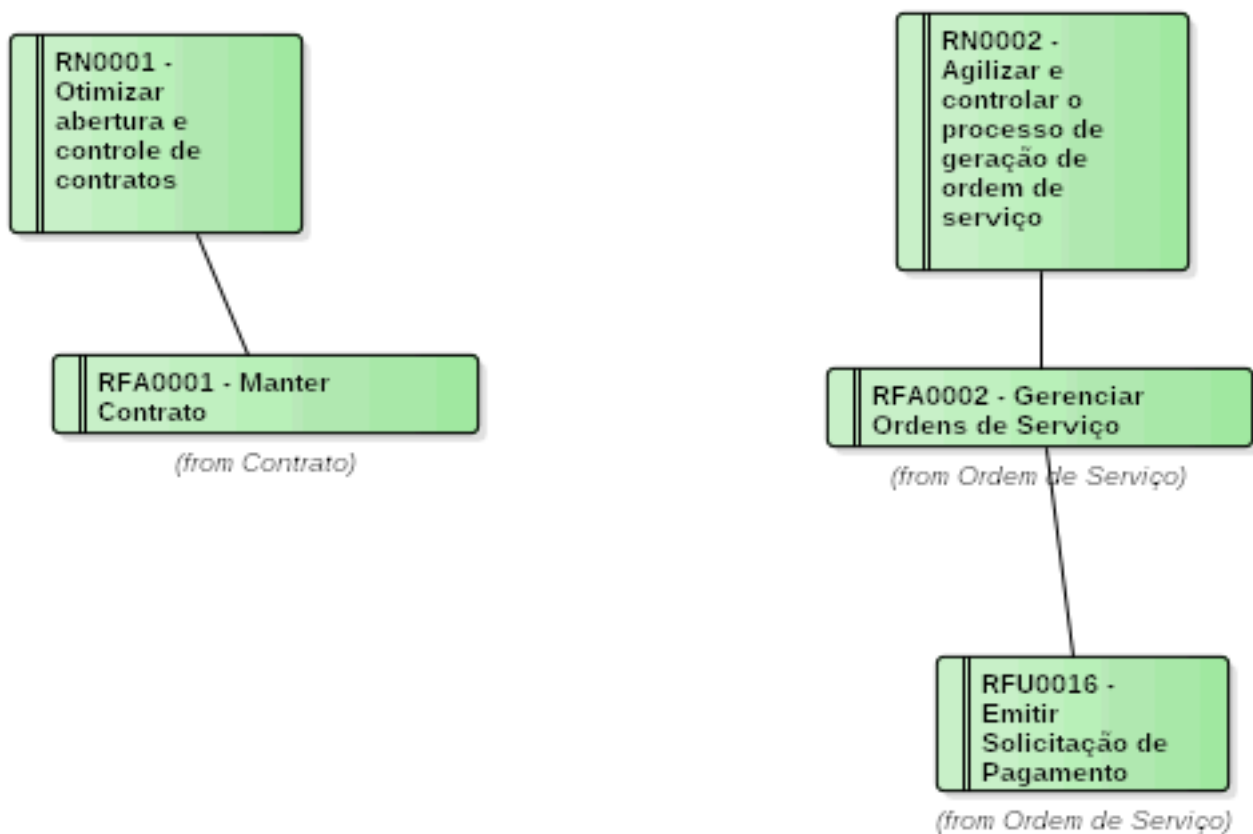 RN0001 -
Otimizar
abertura e
controle de
contratos
RFA0001 - Manter
Contrato
(from Contrato)
RN0002 -
Agilizar e
controlar o
processo de
geração de
ordem de
serviço
RFA0002 - Gerenciar
Ordens de Serviço
(from Ordem de Serviço)
RFU0016 -
Emitir
Solicitação de
Pagamento
(from Ordem de Serviço)